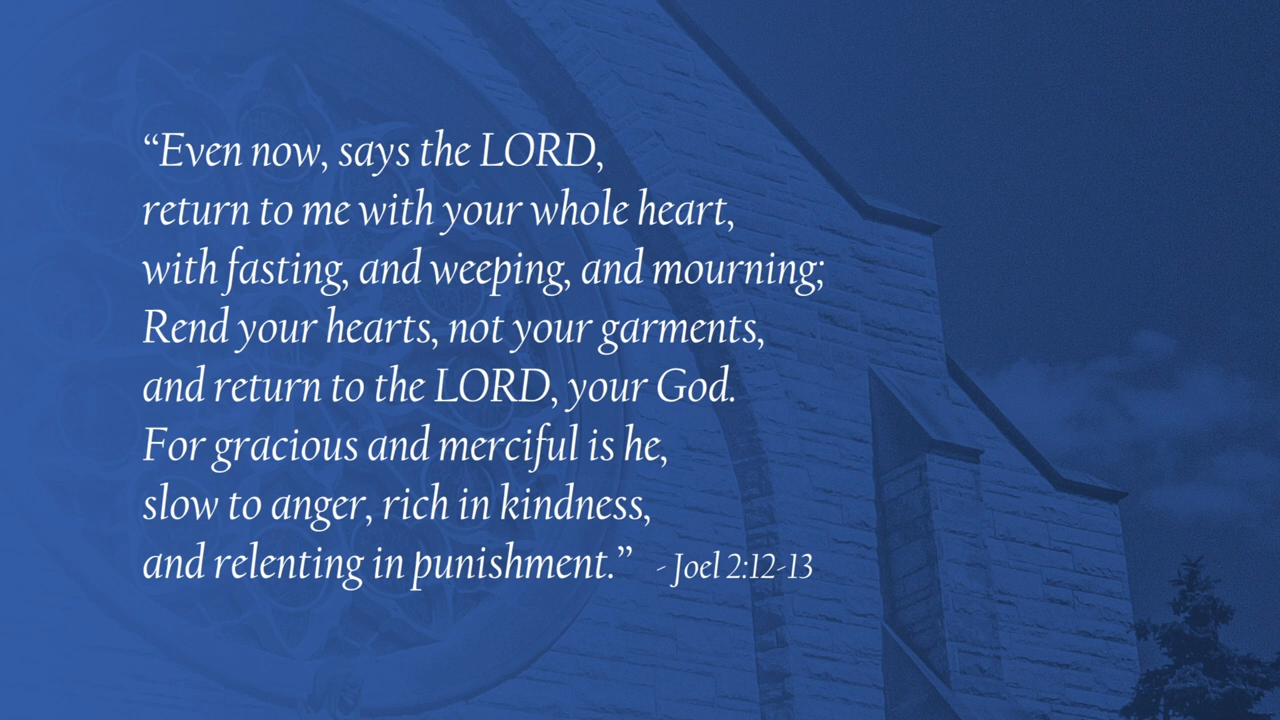 “Even now, says the LORD,
return to me with your whole heart,
with fasting, and weeping, and mourning;
Rend your hearts, not your garments,
and return to the LORD, your God.
For gracious and merciful is he,
slow to anger, rich in kindness,
and relenting in punishment.” - Joel 2:12-13